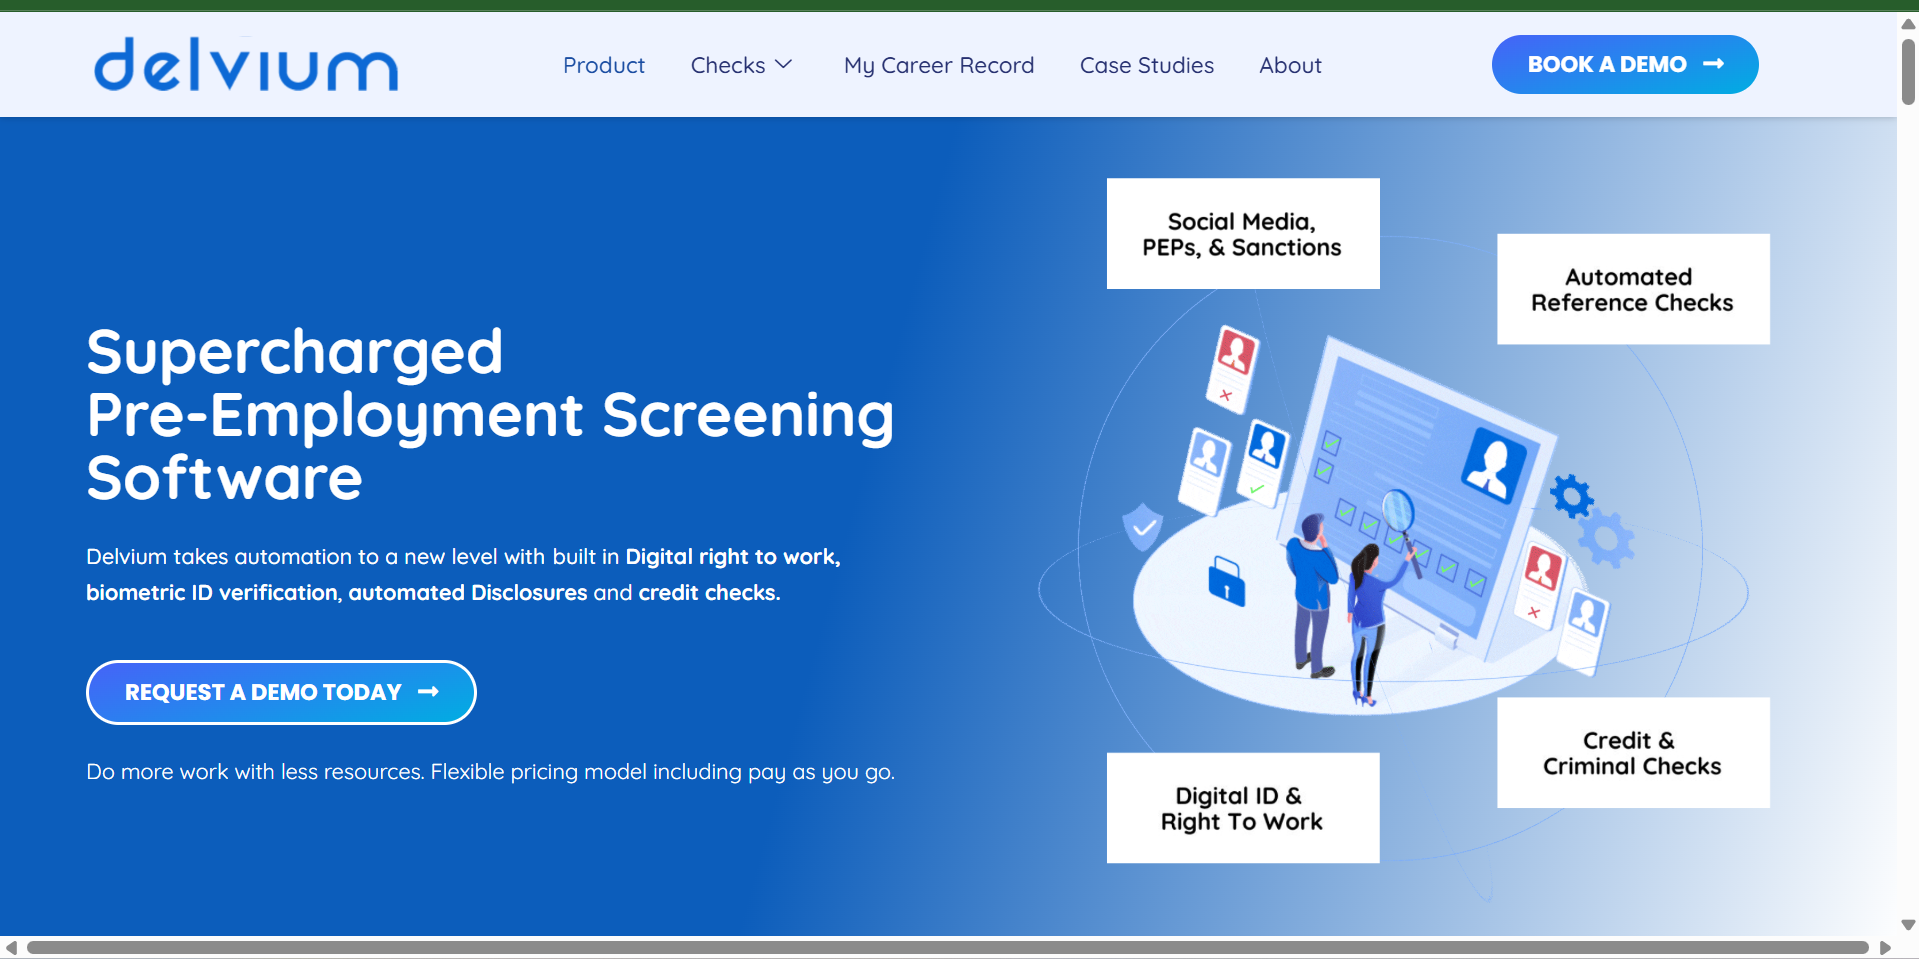 delvium
Product
Checks
My Career Record
Case Studies
About
BOOK A DEMO
Supercharged
Pre-Employment Screening
Software
Delvium takes automation to a new level with built in Digital right to work,
biometric ID verification, automated Disclosures and credit checks.
REQUEST A DEMO TODAY
Do more work with less resources. Flexible pricing model including pay as you go.
Social Media,
PEPs, & Sanctions
Automated
Reference Checks
Digital ID &
Right To Work
Credit &
Criminal Checks